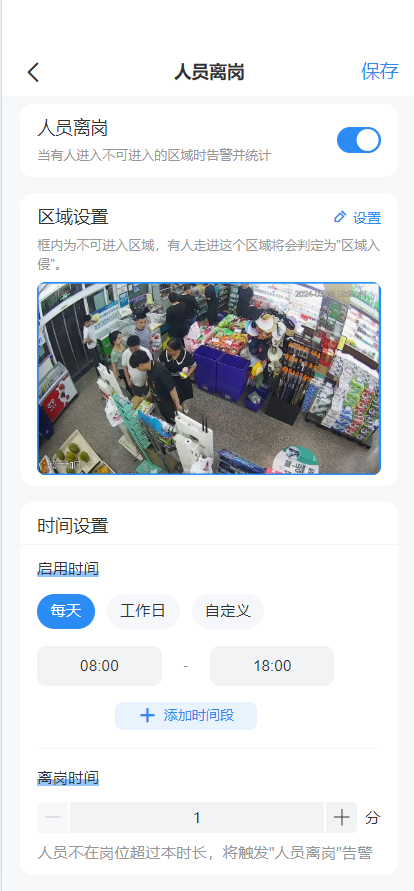 人员离岗
保存
人员离岗
当有人进入不可进入的区域时告警并统计
区域设置
设置
框内为不可进入区域，有人走进这个区域将会判定为"区域入
侵"。
时间设置
启用时间
每天
工作日
自定义
08:00
-
18:00
添加时间段
离岗时间
1
分
人员不在岗位超过本时长，将触发"人员离岗"告警